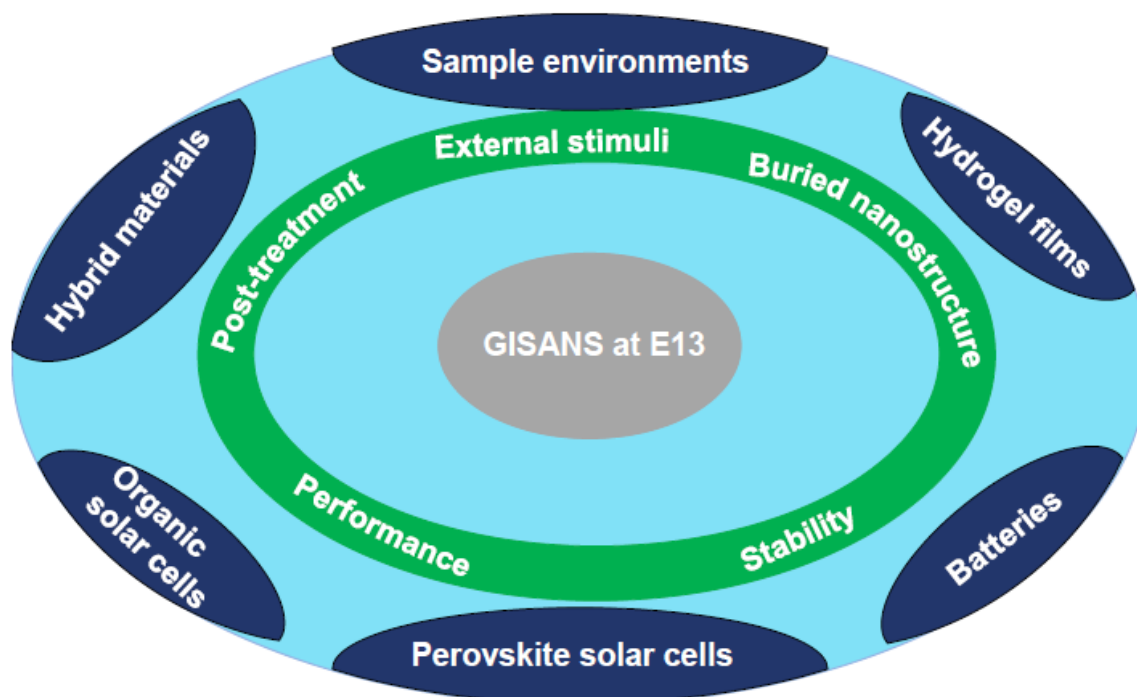 Sample environments
External stimuli
Hybrid materials
Post-treatment
Buried nanostructure
Hydrogel films
GISANS at E13
Organic
solar cells
Performance
Stability
Batteries
Perovskite solar cells